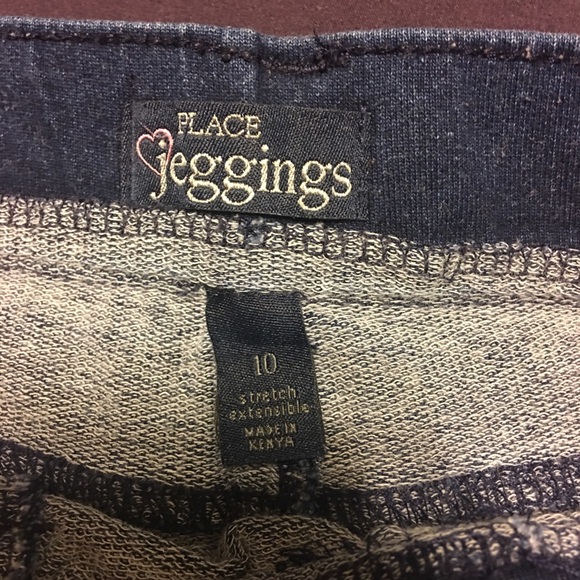 PLACE
jeggings
10
stretch
extensible
MADE IN
KENYA